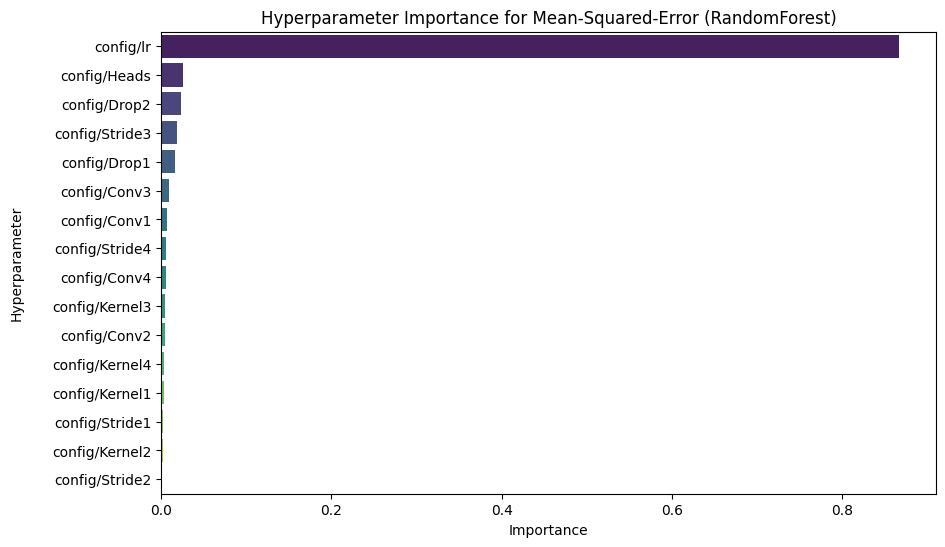 Hyperparameter Importance for Mean-Squared-Error (RandomForest)
config/lr
config/Heads
config/Drop2
config/Stride3
config/Drop1
config/Conv3
config/Conv1
config/Stride4
config/Conv4
config/Kernel3
config/Conv2
config/Kernel4
config/Kernel1
config/Stride1
config/Kernel2
config/Stride2
Hyperparameter
0.0 0.2 0.4 0.6 0.8
Importance